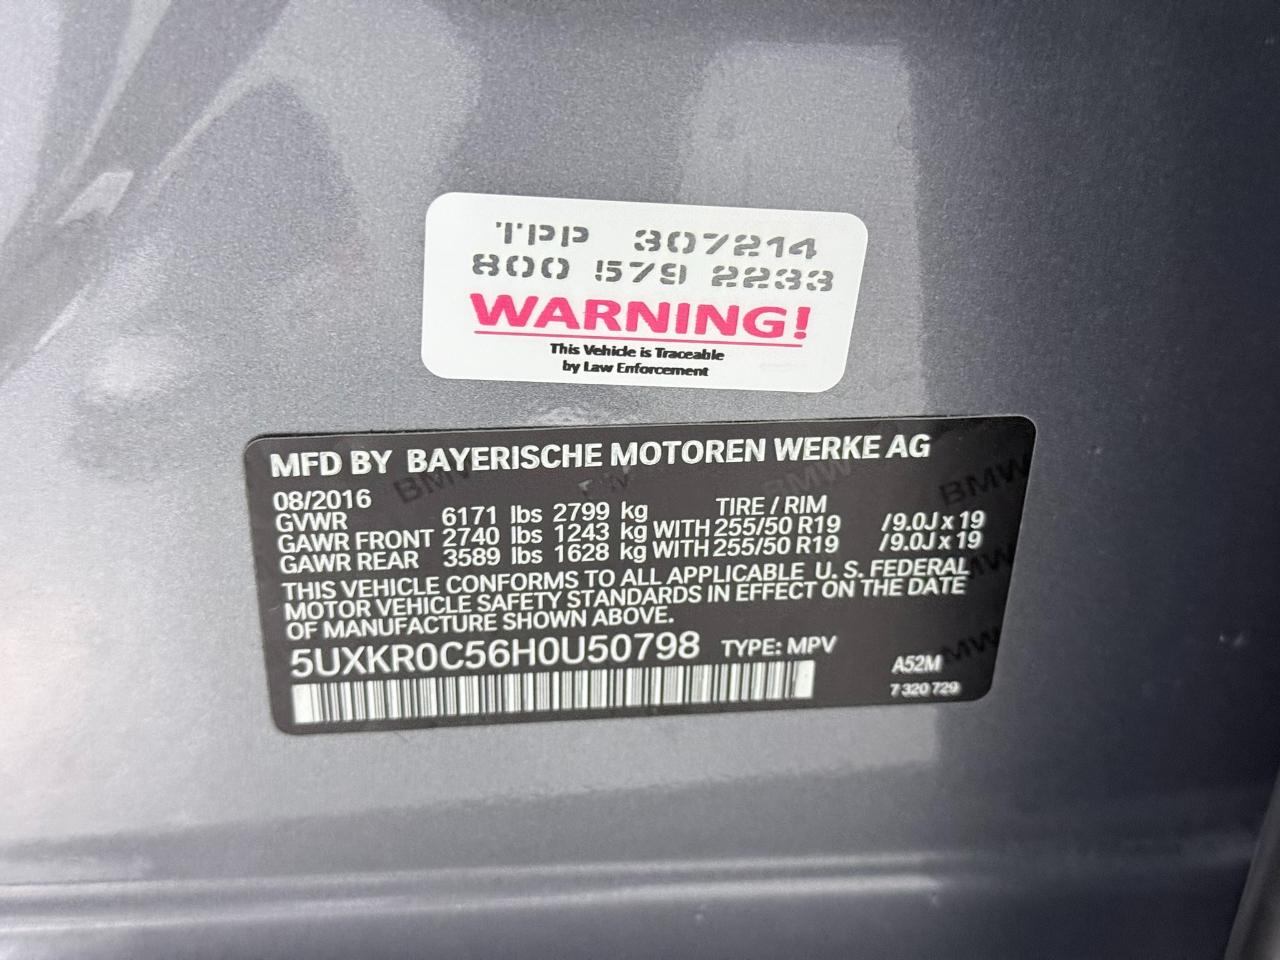 TPP 307214
800 579 2233
WARNING!
This Vehicle is Traceable
by Law Enforcement
MFD BY BAYERISCHE MOTOREN WERKE AG
08/2016
GVWR 6171 lbs 2799 kg TIRE / RIM
GAWR FRONT 2740 lbs 1243 kg WITH 255/50 R19 /9.0J x 19
GAWR REAR 3589 lbs 1628 kg WITH 255/50 R19 /9.0J x 19
THIS VEHICLE CONFORMS TO ALL APPLICABLE U. S. FEDERAL
MOTOR VEHICLE SAFETY STANDARDS IN EFFECT ON THE DATE
OF MANUFACTURE SHOWN ABOVE.
5UXKR0C56H0U50798 TYPE: MPV
A52M
7 320 729
BMW
BMW
BMW
BMW